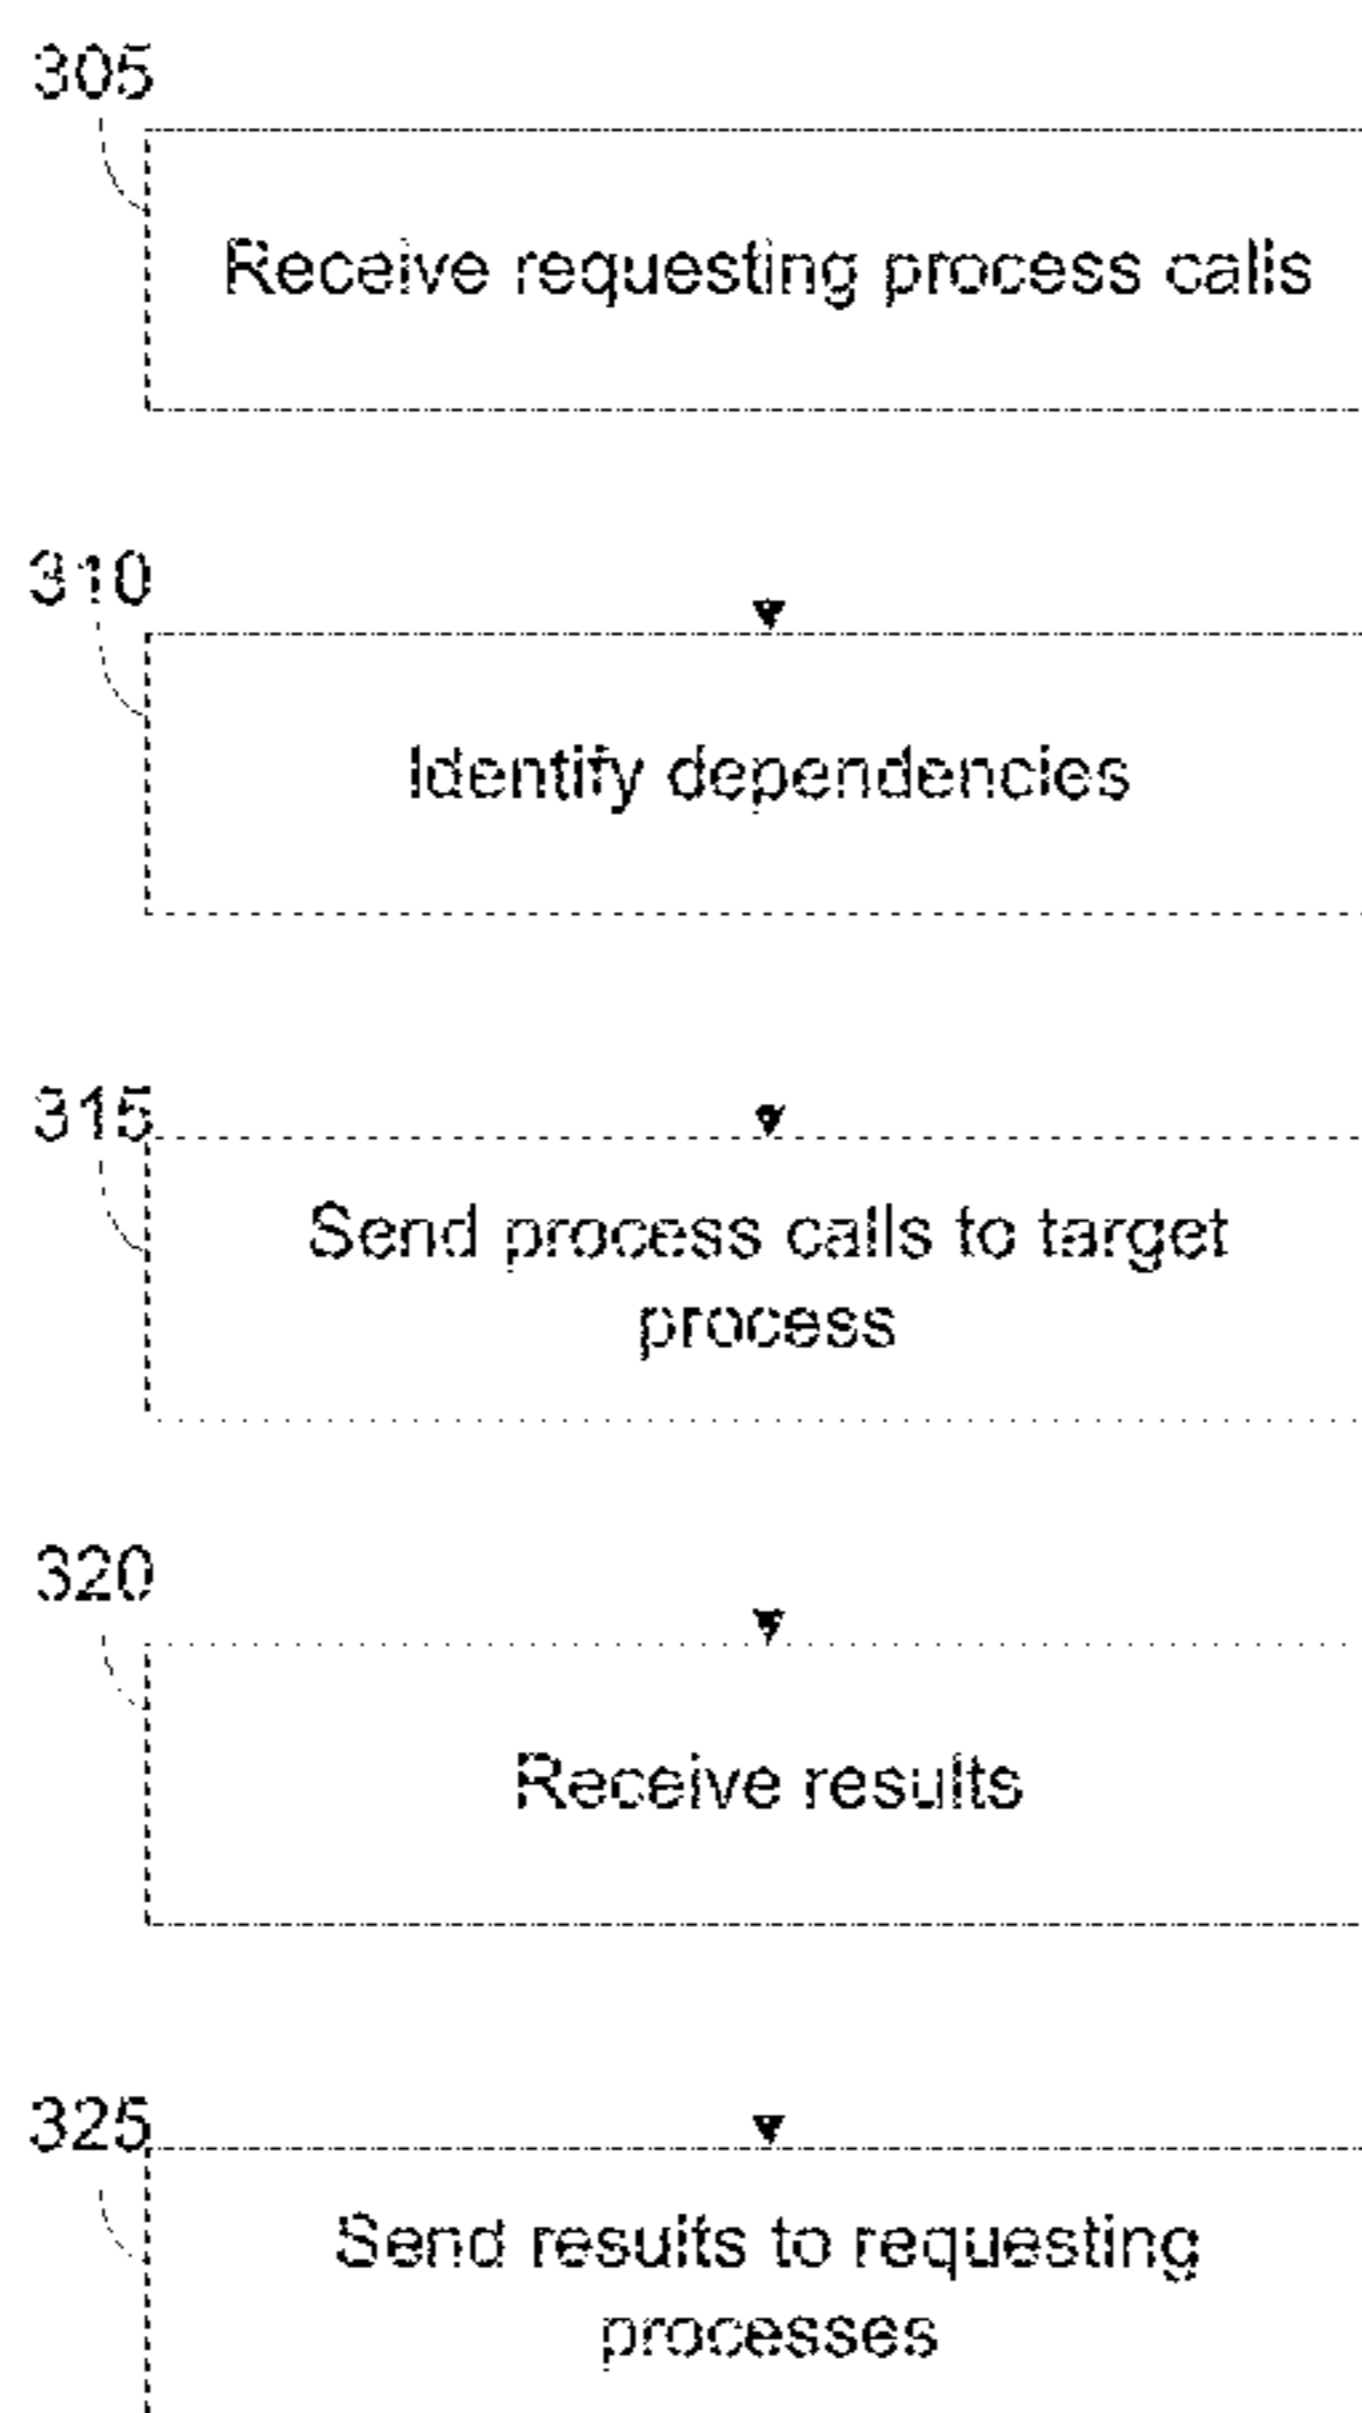 305
Receive requesting process calls
310
Identify dependencies
315
Send process calls to target
process
320
Receive results
325
Send results to requesting
processes